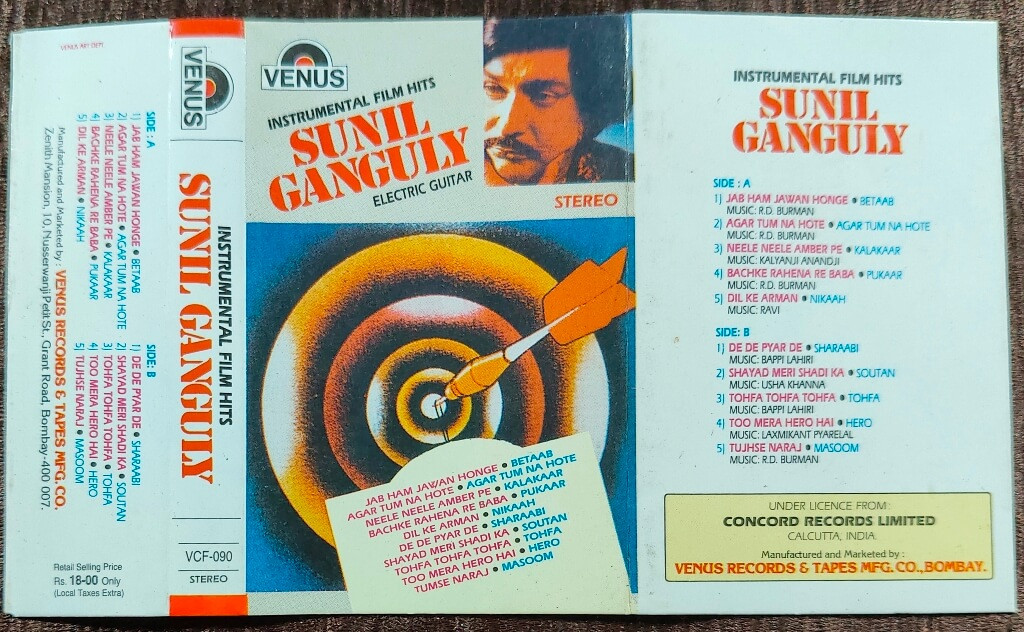 VENUS ART DEPT.
SIDE : A
1) JAB HAM JAWAN HONGE • BETAAB
2) AGAR TUM NA HOTE • AGAR TUM NA HOTE
3) NEELE NEELE AMBER PE • KALAKAAR
4) BACHKE RAHENA RE BABA • PUKAAR
5) DIL KE ARMAN • NIKAAH
SIDE: B
1) DE DE PYAR DE • SHARAABI
2) SHAYAD MERI SHADI KA • SOUTAN
3) TOHFA TOHFA TOHFA • TOHFA
4) TOO MERA HERO HAI • HERO
5) TUJHSE NARAJ • MASOOM
Manufactured and Marketed by : VENUS RECORDS & TAPES MFG. CO.
Zenith Mansion, 10, Nusserwanji Petit St., Grant Road, Bombay-400 007.
Retail Selling Price
Rs. 18-00 Only
(Local Taxes Extra)
VENUS
INSTRUMENTAL FILM HITS
SUNIL GANGULY
VCF-090
STEREO
VENUS
INSTRUMENTAL FILM HITS
SUNIL
GANGULY
ELECTRIC GUITAR
STEREO
JAB HAM JAWAN HONGE • BETAAB
AGAR TUM NA HOTE • AGAR TUM NA HOTE
NEELE NEELE AMBER PE • KALAKAAR
BACHKE RAHENA RE BABA • PUKAAR
DIL KE ARMAN • NIKAAH
DE DE PYAR DE • SHARAABI
SHAYAD MERI SHADI KA • SOUTAN
TOHFA TOHFA TOHFA • TOHFA
TOO MERA HERO HAI • HERO
TUMSE NARAJ • MASOOM
INSTRUMENTAL FILM HITS
SUNIL
GANGULY
SIDE : A
1) JAB HAM JAWAN HONGE • BETAAB
MUSIC: R.D. BURMAN
2) AGAR TUM NA HOTE • AGAR TUM NA HOTE
MUSIC: R.D. BURMAN
3) NEELE NEELE AMBER PE • KALAKAAR
MUSIC: KALYANJI ANANDJI
4) BACHKE RAHENA RE BABA • PUKAAR
MUSIC: R.D. BURMAN
5) DIL KE ARMAN • NIKAAH
MUSIC: RAVI
SIDE: B
1) DE DE PYAR DE • SHARAABI
MUSIC: BAPPI LAHIRI
2) SHAYAD MERI SHADI KA • SOUTAN
MUSIC: USHA KHANNA
3) TOHFA TOHFA TOHFA • TOHFA
MUSIC: BAPPI LAHIRI
4) TOO MERA HERO HAI • HERO
MUSIC: LAXMIKANT PYARELAL
5) TUJHSE NARAJ • MASOOM
MUSIC: R.D. BURMAN
UNDER LICENCE FROM:
CONCORD RECORDS LIMITED
CALCUTTA, INDIA.
Manufactured and Marketed by :
VENUS RECORDS & TAPES MFG. CO., BOMBAY.